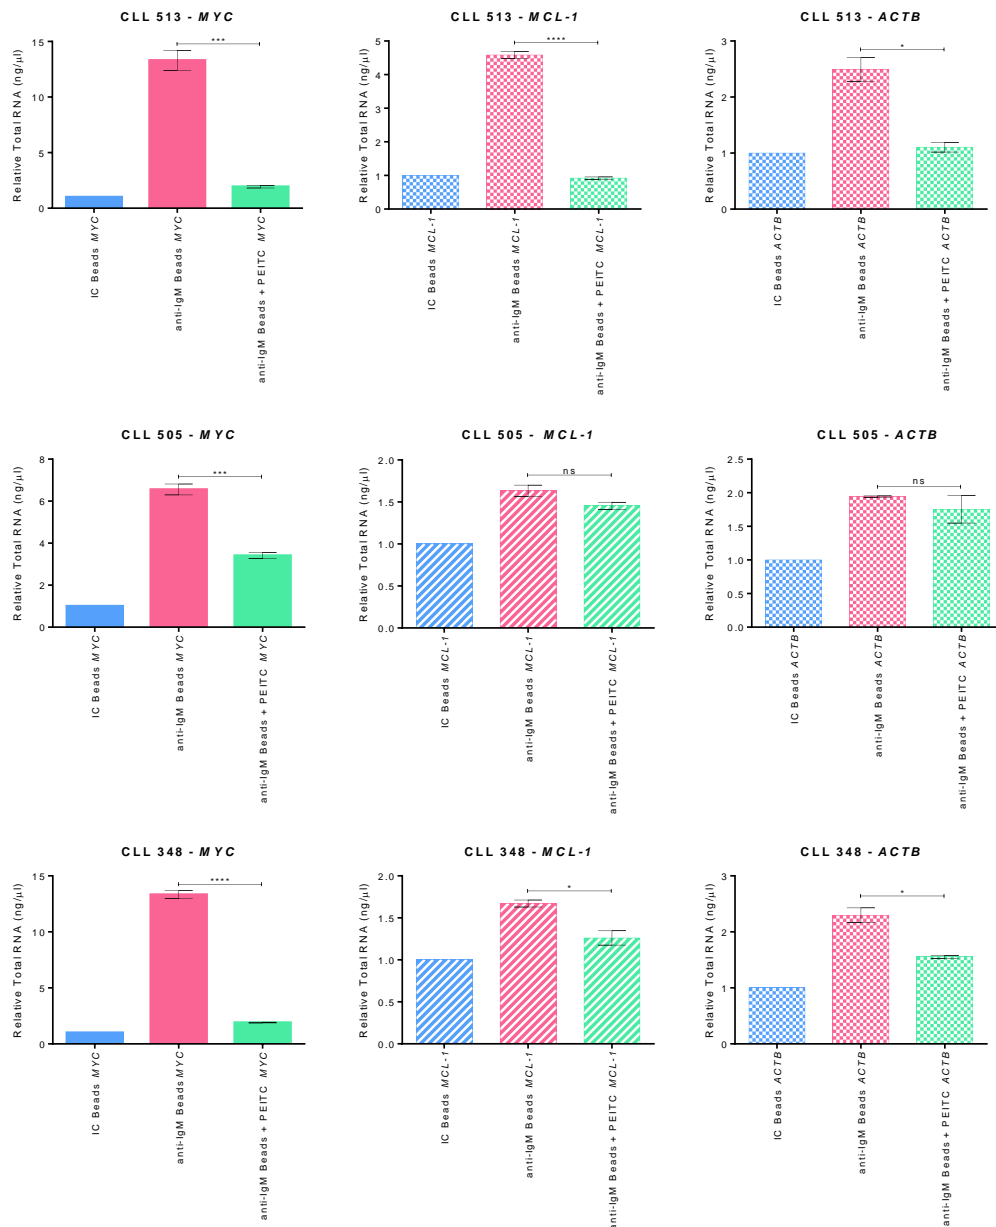 CLL 513 - MYC
Relative Total RNA (ng/µl)
15
10
5
0
***
IC Beads MYC
anti-IgM Beads MYC
anti-IgM Beads + PEITC MYC
CLL 513 - MCL-1
Relative Total RNA (ng/µl)
5
4
3
2
1
0
****
IC Beads MCL-1
anti-IgM Beads MCL-1
anti-IgM Beads + PEITC MCL-1
CLL 513 - ACTB
Relative Total RNA (ng/µl)
3
2
1
0
*
IC Beads ACTB
anti-IgM Beads ACTB
anti-IgM Beads + PEITC ACTB
CLL 505 - MYC
Relative Total RNA (ng/µl)
8
6
4
2
0
***
IC Beads MYC
anti-IgM Beads MYC
anti-IgM Beads + PEITC MYC
CLL 505 - MCL-1
Relative Total RNA (ng/µl)
2.0
1.5
1.0
0.5
0.0
ns
IC Beads MCL-1
anti-IgM Beads MCL-1
anti-IgM Beads + PEITC MCL-1
CLL 505 - ACTB
Relative Total RNA (ng/µl)
2.5
2.0
1.5
1.0
0.5
0.0
ns
IC Beads ACTB
anti-IgM Beads ACTB
anti-IgM Beads + PEITC ACTB
CLL 348 - MYC
Relative Total RNA (ng/µl)
15
10
5
0
****
IC Beads MYC
anti-IgM Beads MYC
anti-IgM Beads + PEITC MYC
CLL 348 - MCL-1
Relative Total RNA (ng/µl)
2.0
1.5
1.0
0.5
0.0
*
IC Beads MCL-1
anti-IgM Beads MCL-1
anti-IgM Beads + PEITC MCL-1
CLL 348 - ACTB
Relative Total RNA (ng/µl)
3
2
1
0
*
IC Beads ACTB
anti-IgM Beads ACTB
anti-IgM Beads + PEITC ACTB